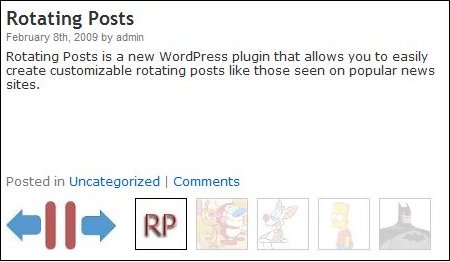 Rotating Posts
February 8th, 2009 by admin
Rotating Posts is a new WordPress plugin that allows you to easily
create customizable rotating posts like those seen on popular news
sites.
Posted in Uncategorized | Comments
RP